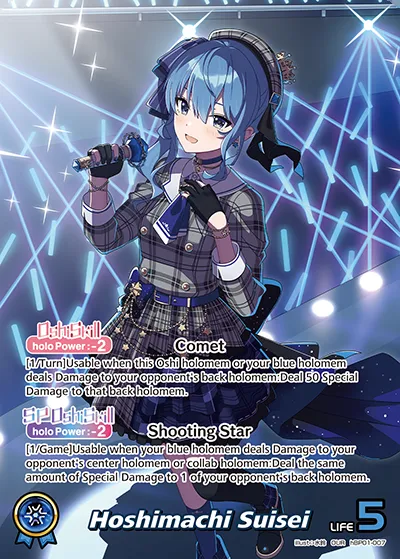 Oshi Skill
holo Power:-2
Comet
[1/Turn]Usable when this Oshi holomem or your blue holomem
deals Damage to your opponent's back holomem:Deal 50 Special
Damage to that back holomem.
SP Oshi Skill
holo Power:-2
Shooting Star
[1/Game]Usable when your blue holomem deals Damage to your
opponent's center holomem or collab holomem:Deal the same
amount of Special Damage to 1 of your opponent's back holomem.
Hoshimachi Suisei
LIFE 5
OUR hBP01-007